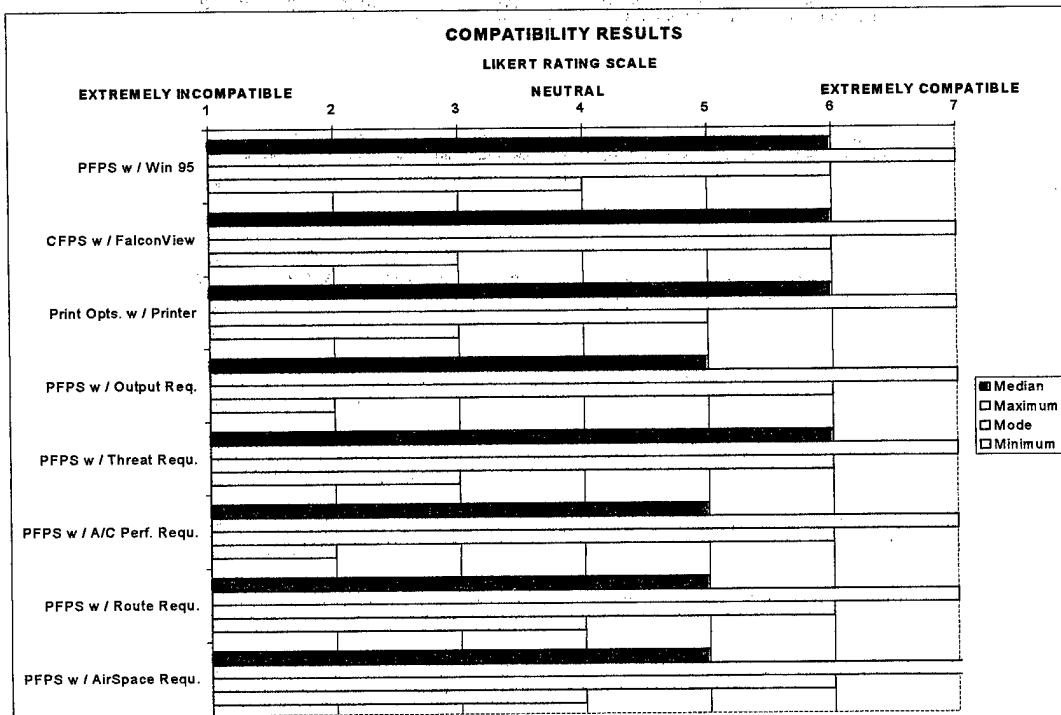 COMPATIBILITY RESULTS
LIKERT RATING SCALE
EXTREMELY INCOMPATIBLE NEUTRAL EXTREMELY COMPATIBLE
1 2 3 4 5 6 7
PFPS w / Win 95
CFPS w / FalconView
Print Opts. w / Printer
PFPS w / Output Req.
PFPS w / Threat Requ.
PFPS w / A/C Perf. Requ.
PFPS w / Route Requ.
PFPS w / AirSpace Requ.
Median
Maximum
Mode
Minimum